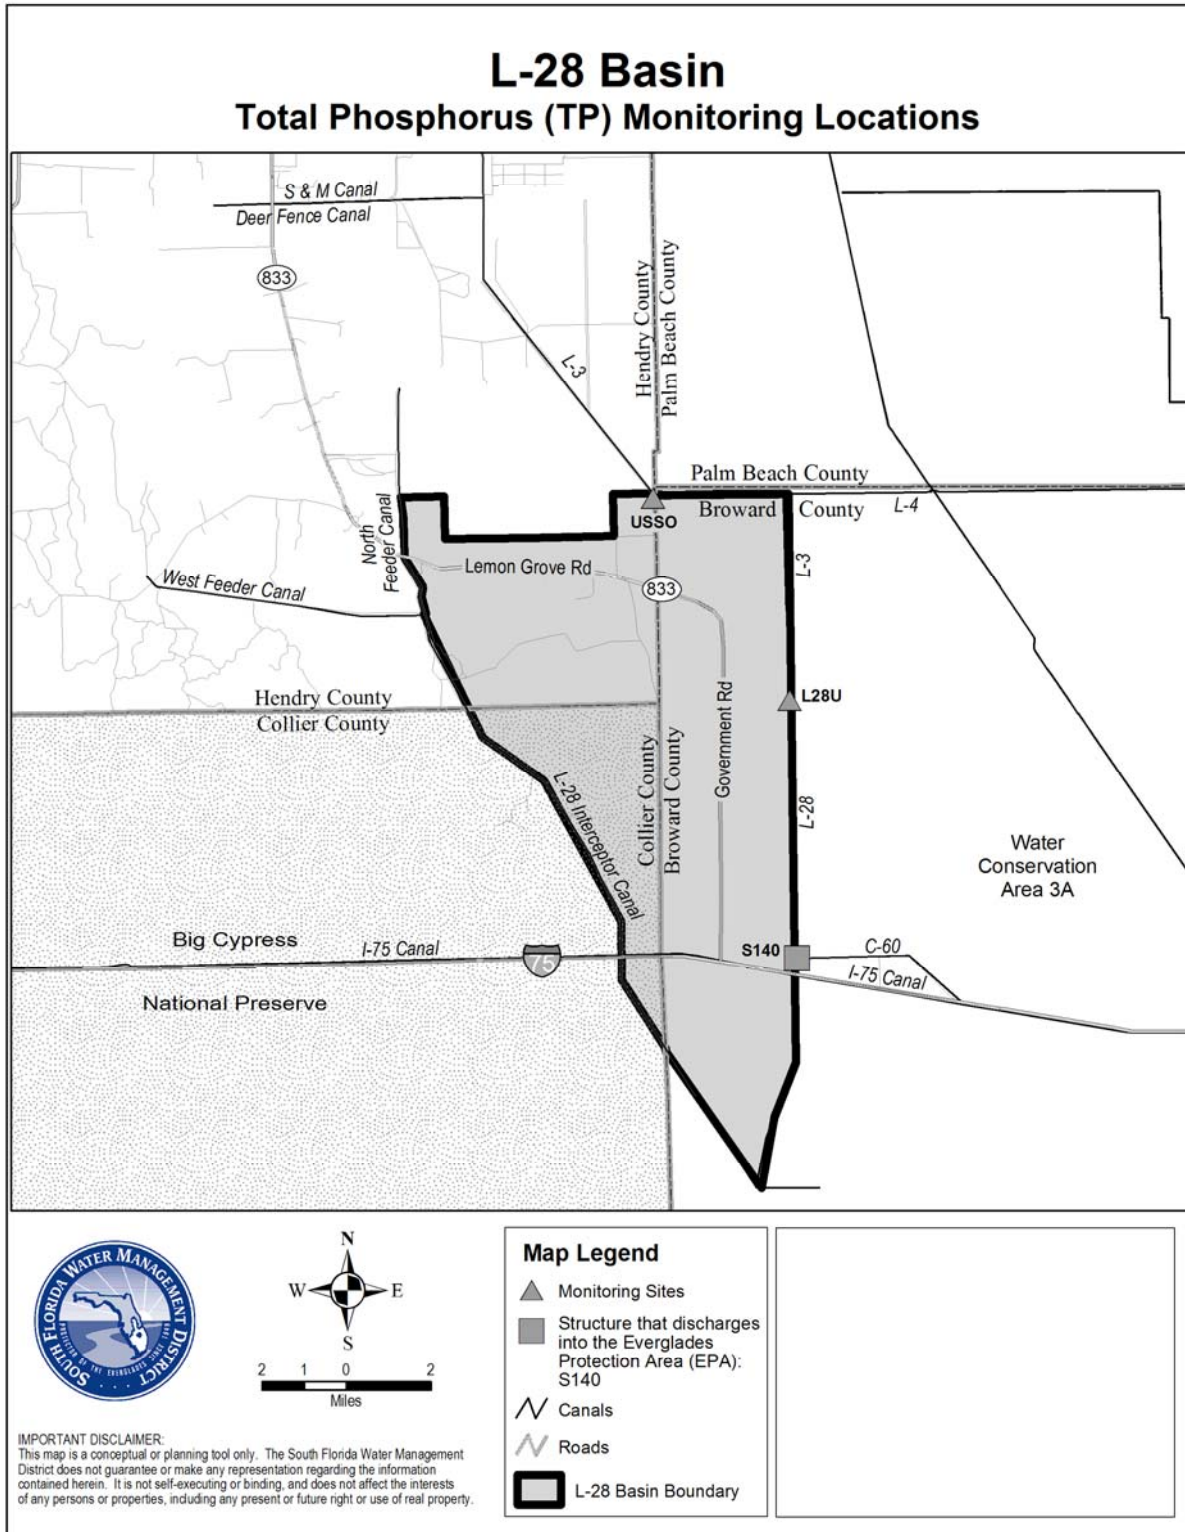 L-28 Basin
Total Phosphorus (TP) Monitoring Locations
S & M Canal
Deer Fence Canal
833
L-3
Hendry County
Palm Beach County
Palm Beach County
Broward County
L-4
USSO
North
Feeder Canal
Lemon Grove Rd
West Feeder Canal
833
L-3
Hendry County
Collier County
L28U
Government Rd
Collier County
Broward County
L-28 Interceptor Canal
L-28
Water
Conservation
Area 3A
Big Cypress
National Preserve
I-75 Canal
75
S140
C-60
I-75 Canal
SOUTH FLORIDA WATER MANAGEMENT DISTRICT
PROTECTOR OF THE EVERGLADES SINCE 1949
N
W
E
S
2 1 0 2
Miles
Map Legend
Monitoring Sites
Structure that discharges
into the Everglades
Protection Area (EPA):
S140
Canals
Roads
L-28 Basin Boundary
IMPORTANT DISCLAIMER:
This map is a conceptual or planning tool only. The South Florida Water Management
District does not guarantee or make any representation regarding the information
contained herein. It is not self-executing or binding, and does not affect the interests
of any persons or properties, including any present or future right or use of real property.